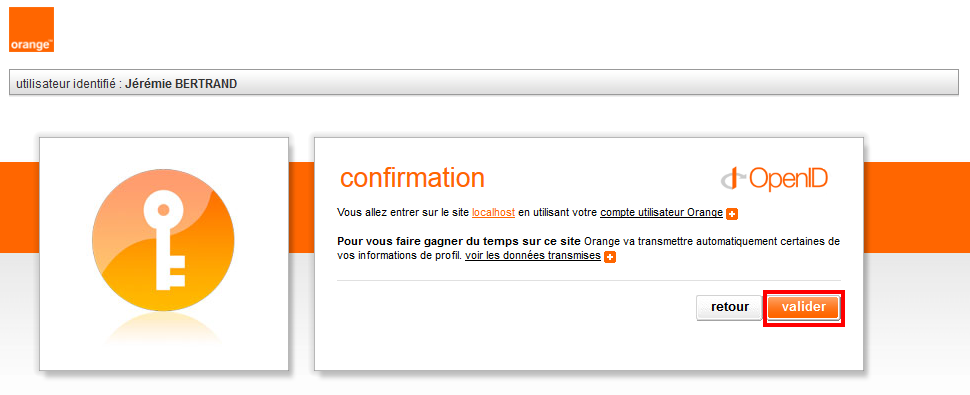 orange™
utilisateur identifié : Jérémie BERTRAND
confirmation
OpenID
Vous allez entrer sur le site localhost en utilisant votre compte utilisateur Orange
Pour vous faire gagner du temps sur ce site Orange va transmettre automatiquement certaines de
vos informations de profil. voir les données transmises
retour
valider